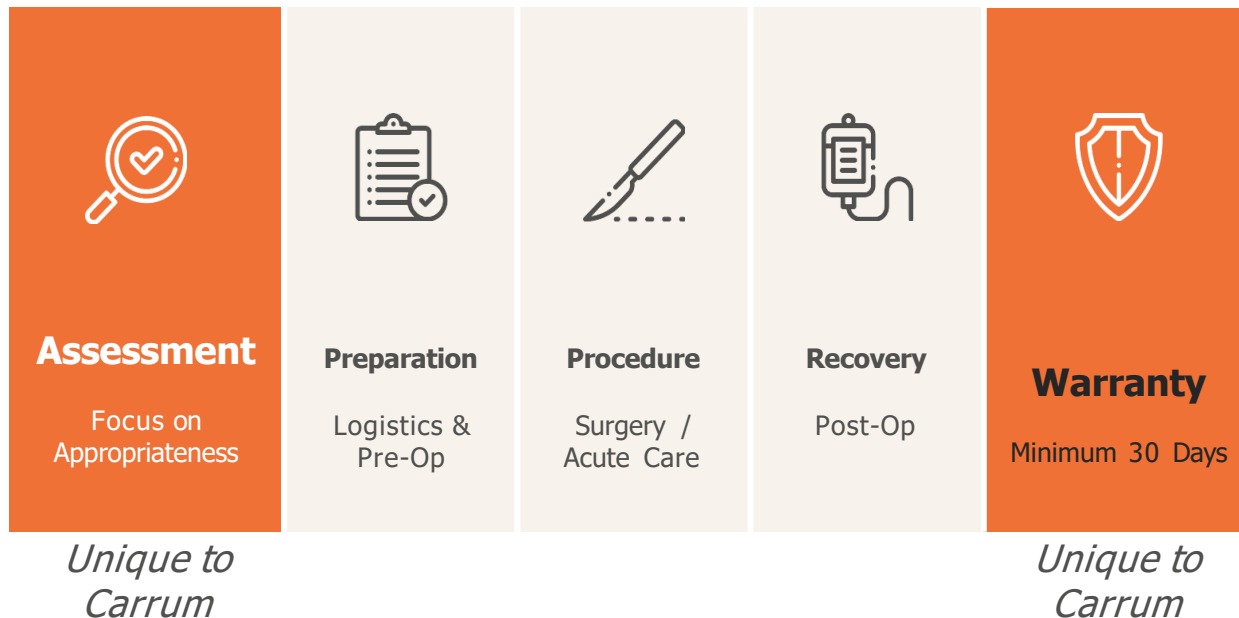 Assessment
Focus on
Appropriateness
Preparation
Logistics &
Pre-Op
Procedure
Surgery /
Acute Care
Recovery
Post-Op
Warranty
Minimum 30 Days
Unique to
Carrum
Unique to
Carrum